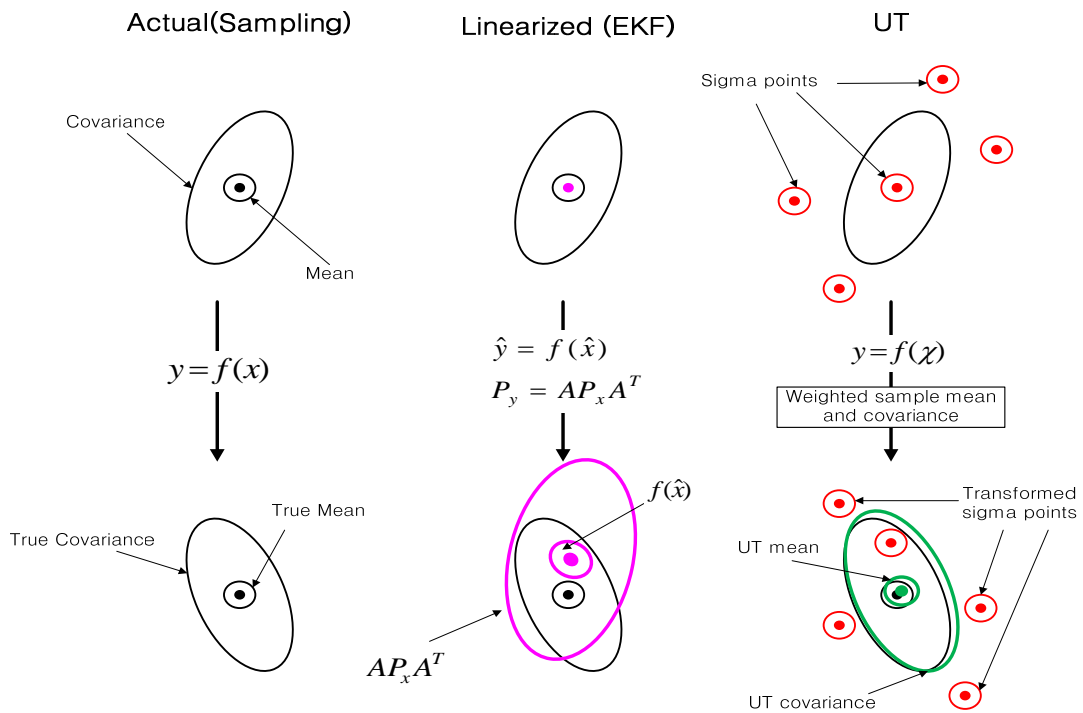 Actual(Sampling)
Linearized (EKF)
UT
Covariance
Mean
Sigma points
y = f(x)
ŷ = f(x̂)
P_y = AP_xA^T
y = f(χ)
Weighted sample mean
and covariance
True Covariance
True Mean
f(x̂)
AP_xA^T
UT mean
Transformed
sigma points
UT covariance